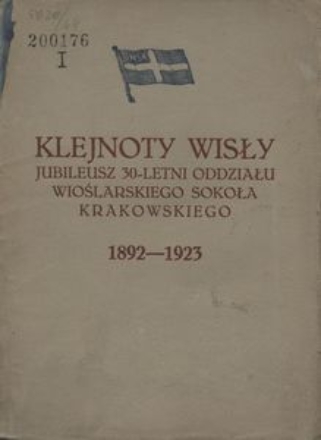 200176
I
KLEJNOTY WISŁY
JUBILEUSZ 30-LETNI ODDZIAŁU
WIOŚLARSKIEGO SOKOŁA
KRAKOWSKIEGO
1892—1923